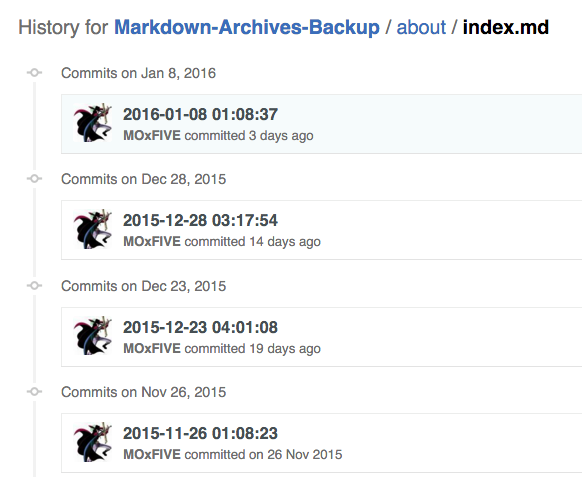 History for Markdown-Archives-Backup / about / index.md
Commits on Jan 8, 2016
2016-01-08 01:08:37
MOxFIVE committed 3 days ago
Commits on Dec 28, 2015
2015-12-28 03:17:54
MOxFIVE committed 14 days ago
Commits on Dec 23, 2015
2015-12-23 04:01:08
MOxFIVE committed 19 days ago
Commits on Nov 26, 2015
2015-11-26 01:08:23
MOxFIVE committed on 26 Nov 2015